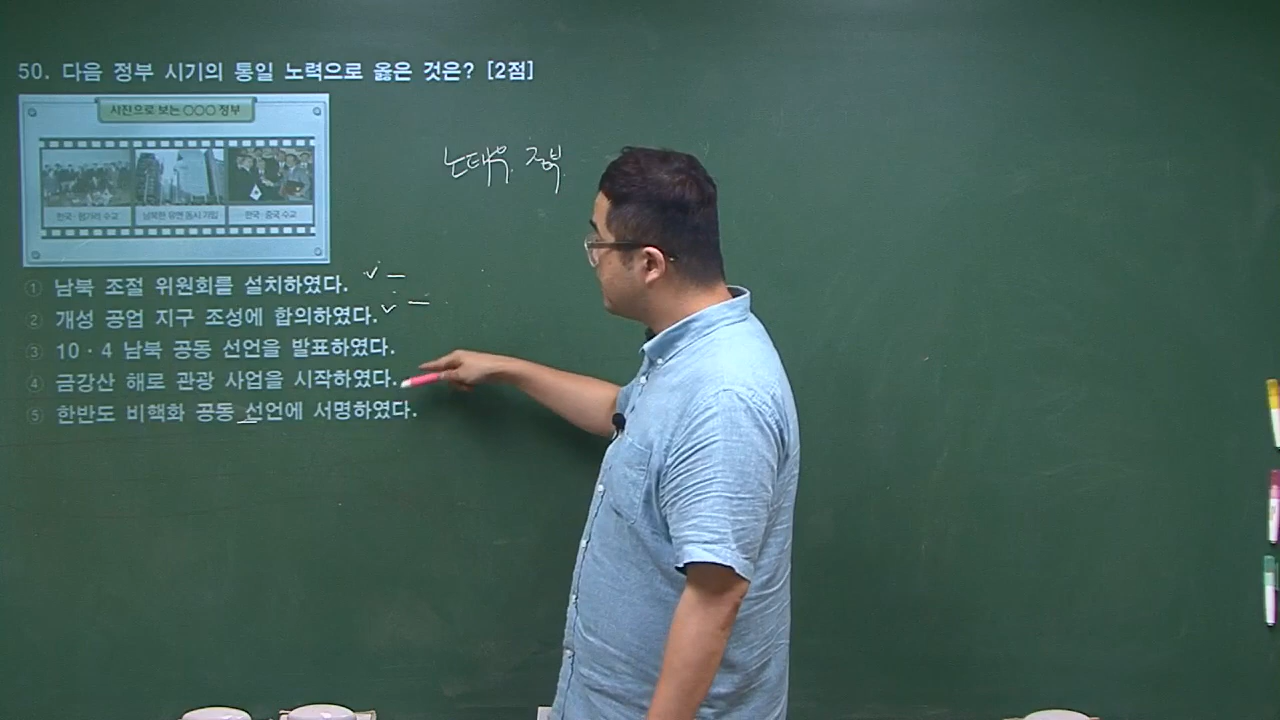 50. 다음 정부 시기의 통일 노력으로 옳은 것은? [2점]
사진으로 보는 ○○○ 정부
한국·헝가리 수교
남북한 유엔 동시 가입
한국·중국 수교
노태우 정부
① 남북 조절 위원회를 설치하였다.
② 개성 공업 지구 조성에 합의하였다.
③ 10·4 남북 공동 선언을 발표하였다.
④ 금강산 해로 관광 사업을 시작하였다.
⑤ 한반도 비핵화 공동 선언에 서명하였다.